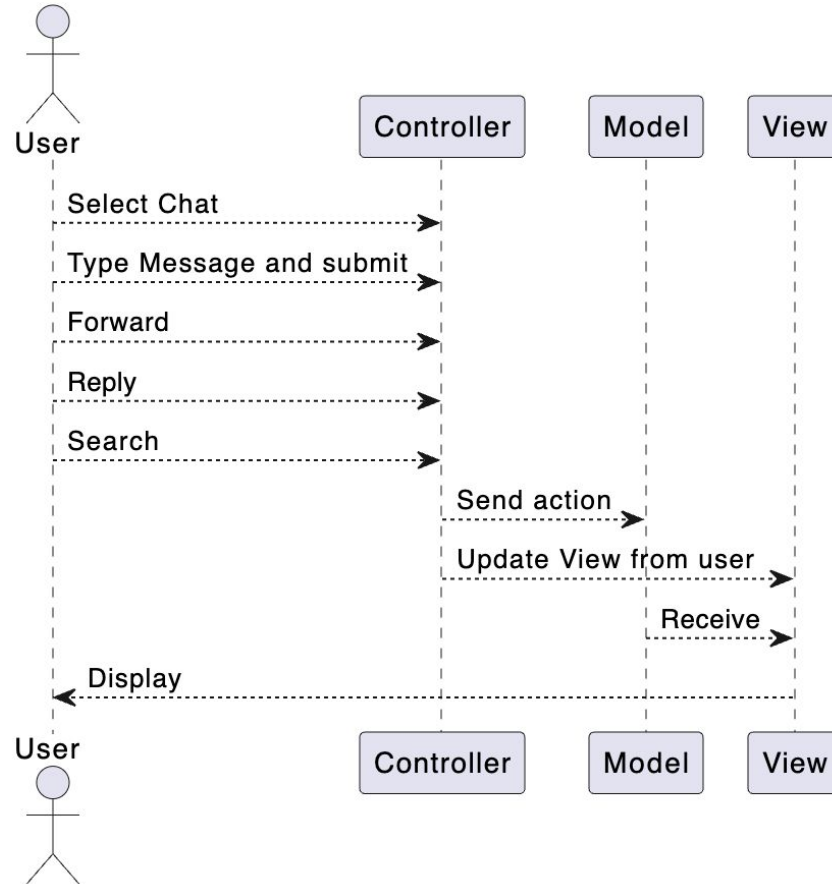 User
Controller
Model
View
Select Chat
Type Message and submit
Forward
Reply
Search
Send action
Update View from user
Receive
Display
User
Controller
Model
View